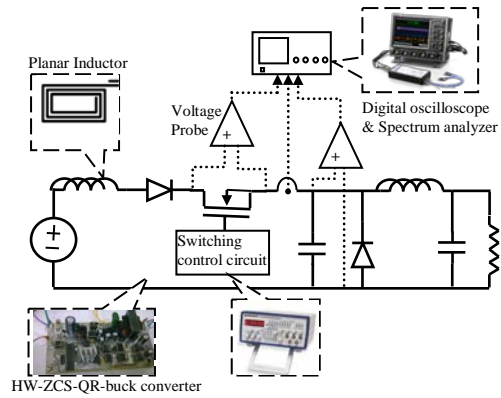 Planar Inductor
Voltage
Probe
Digital oscilloscope
& Spectrum analyzer
+
+
+
−
Switching
control circuit
HW-ZCS-QR-buck converter